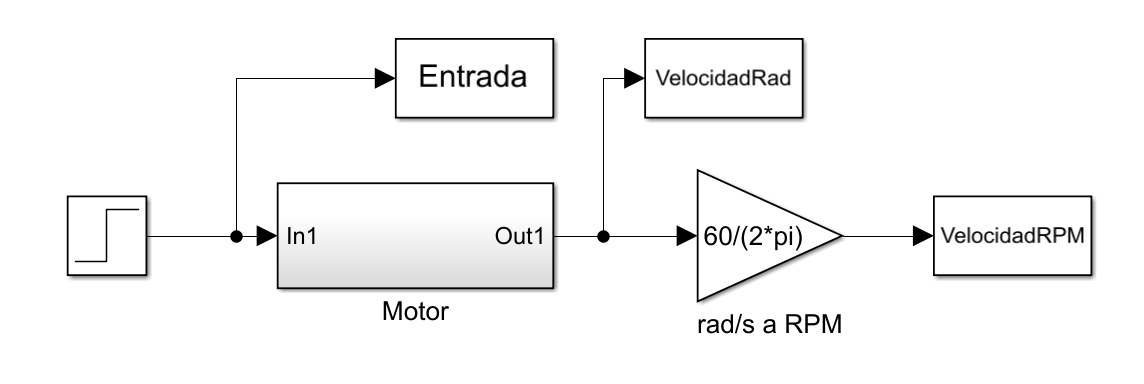 Entrada
VelocidadRad
In1
Out1
60/(2*pi)
VelocidadRPM
Motor
rad/s a RPM